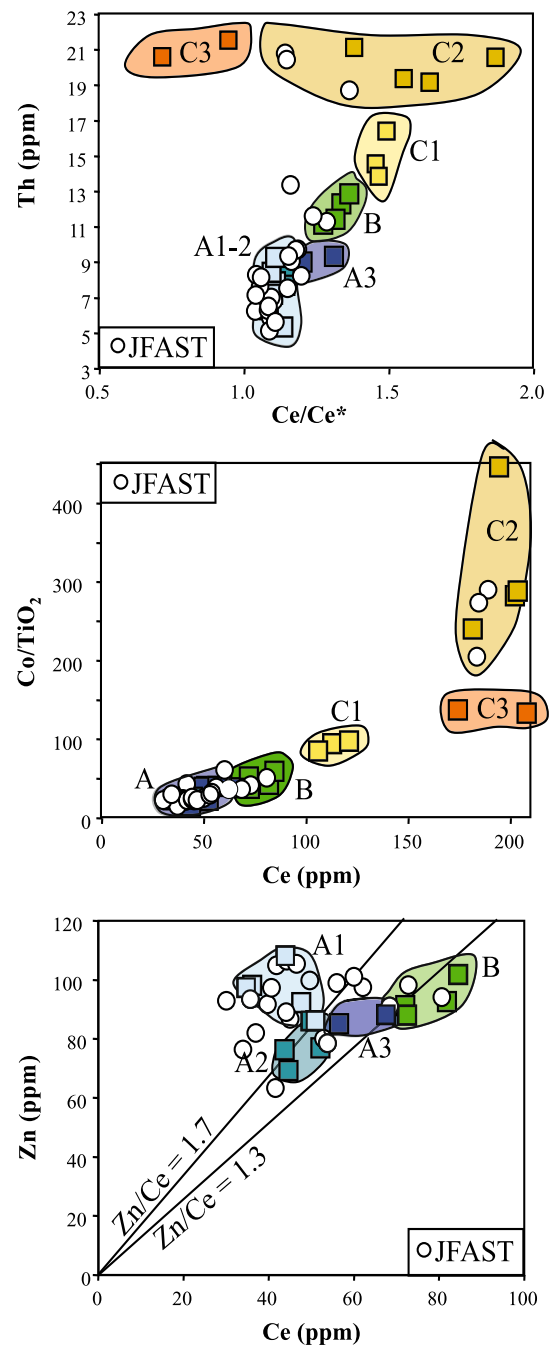 23
21
19
17
14
11
9
7
5
3
Th (ppm)
C3
C2
C1
B
A1-2
A3
JFAST
0.5
1.0
1.5
2.0
Ce/Ce*
400
300
200
100
0
Co/TiO2
JFAST
C2
C3
C1
A
B
0
50
100
150
200
Ce (ppm)
120
100
80
60
40
20
0
Zn (ppm)
A1
B
A2
A3
Zn/Ce = 1.7
Zn/Ce = 1.3
JFAST
0
20
40
60
80
100
Ce (ppm)